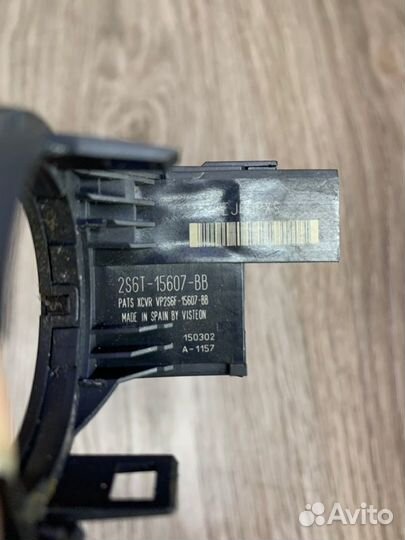 2S6T-15607-BB
PATS XCVR VP2S6F-15607-BB
MADE IN SPAIN BY VISTEON
150302
A-1157
Avito